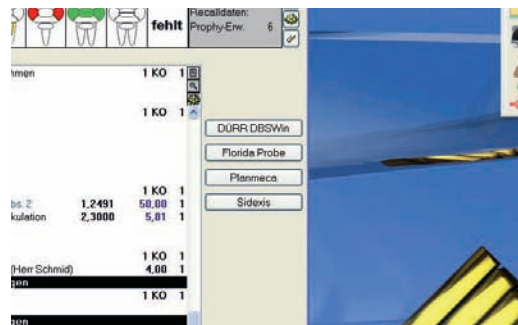 Recalldaten:
fehlt Prophy-Erw. 6
hmen 1 KO 1
1 KO 1
DÜRR DBSWin
Florida Probe
Planmeca
1 KO 1
bs. 2 1,2491 50,00 1
Sidexis
kulation 2,3000 5,81 1
1 KO 1
(Herr Schmid) 4,00 1
gen
1 KO 1
gen